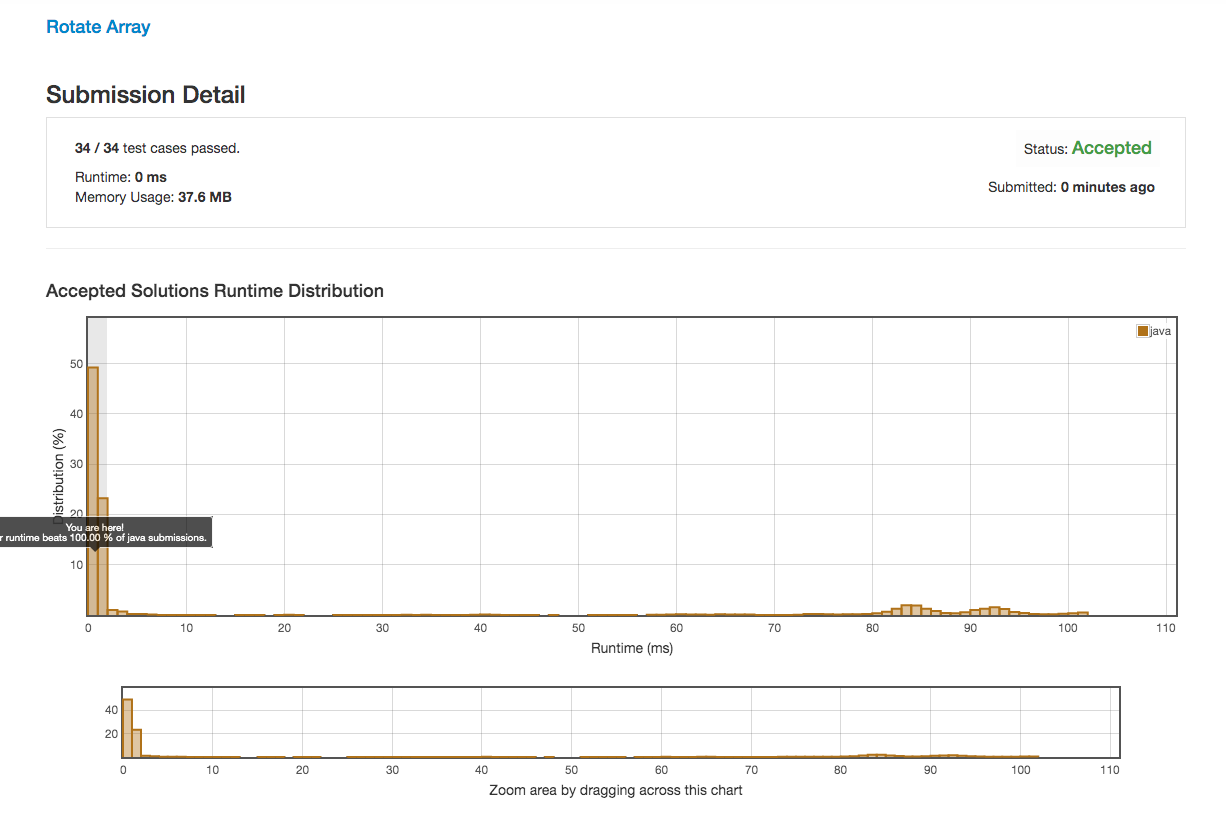 Rotate Array
Submission Detail
34 / 34 test cases passed.
Status: Accepted
Runtime: 0 ms
Submitted: 0 minutes ago
Memory Usage: 37.6 MB
Accepted Solutions Runtime Distribution
java
50
40
30
20
10
Distribution (%)
You are here!
r runtime beats 100.00 % of java submissions.
0 10 20 30 40 50 60 70 80 90 100 110
Runtime (ms)
40
20
0 10 20 30 40 50 60 70 80 90 100 110
Zoom area by dragging across this chart